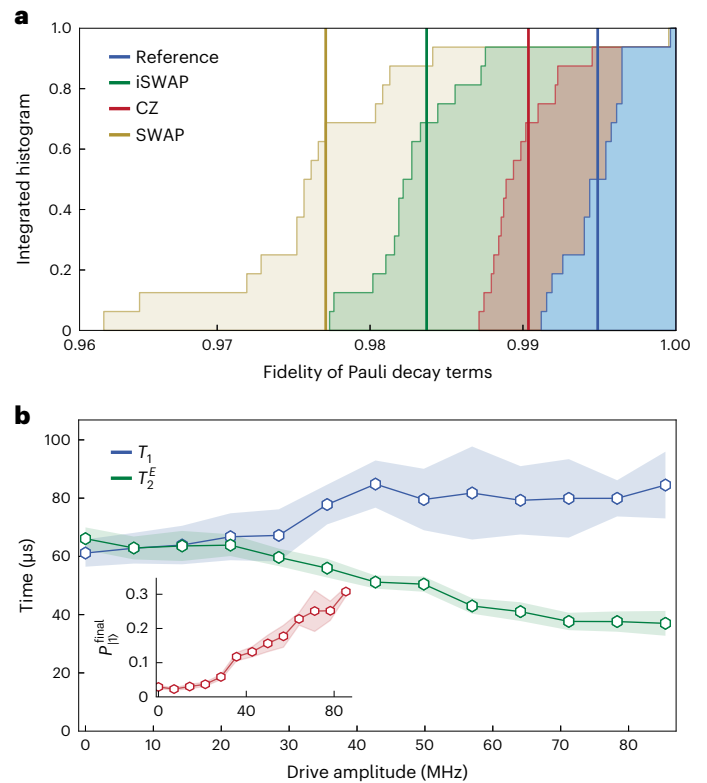 a
Integrated histogram
1.0
0.8
0.6
0.4
0.2
0
Reference
iSWAP
CZ
SWAP
0.96 0.97 0.98 0.99 1.00
Fidelity of Pauli decay terms
b
Time (µs)
100
80
60
40
20
0
T₁
T₂ᴱ
P|1⟩^final
0.3
0.2
0.1
0
0 40 80
0 10 20 30 40 50 60 70 80
Drive amplitude (MHz)